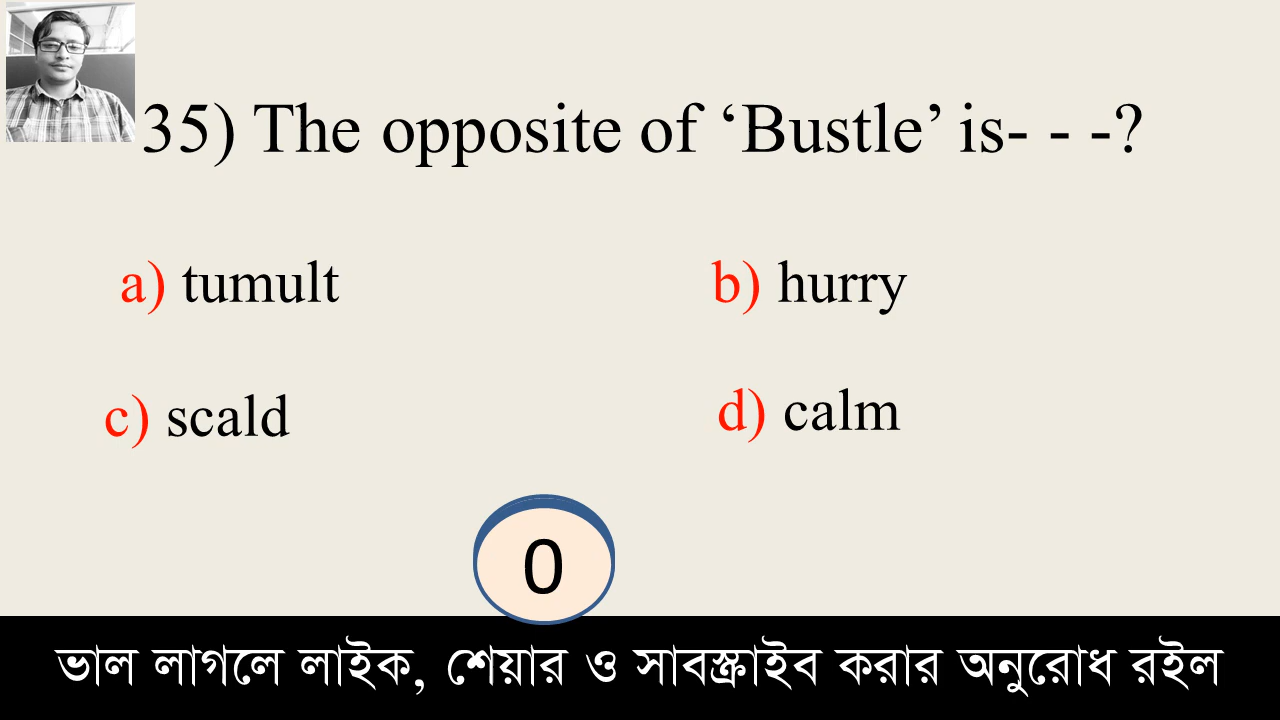 35) The opposite of ‘Bustle’ is- - -?
a) tumult
b) hurry
c) scald
d) calm
0
ভাল লাগলে লাইক, শেয়ার ও সাবস্ক্রাইব করার অনুরোধ রইল